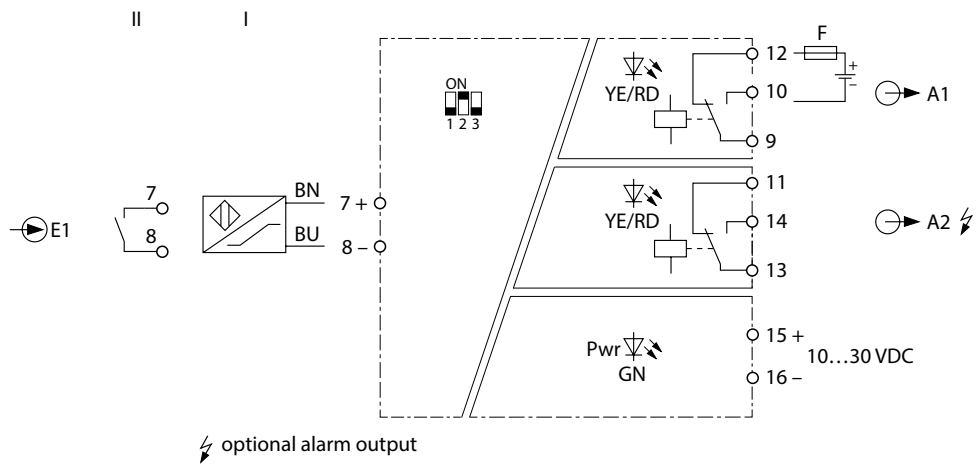 II
I
F
12
ON
YE/RD
10
A1
1 2 3
9
11
7
BN
7 +
YE/RD
14
E1
A2
8
BU
8 –
13
15 +
Pwr
10…30 VDC
GN
16 –
optional alarm output
+
–